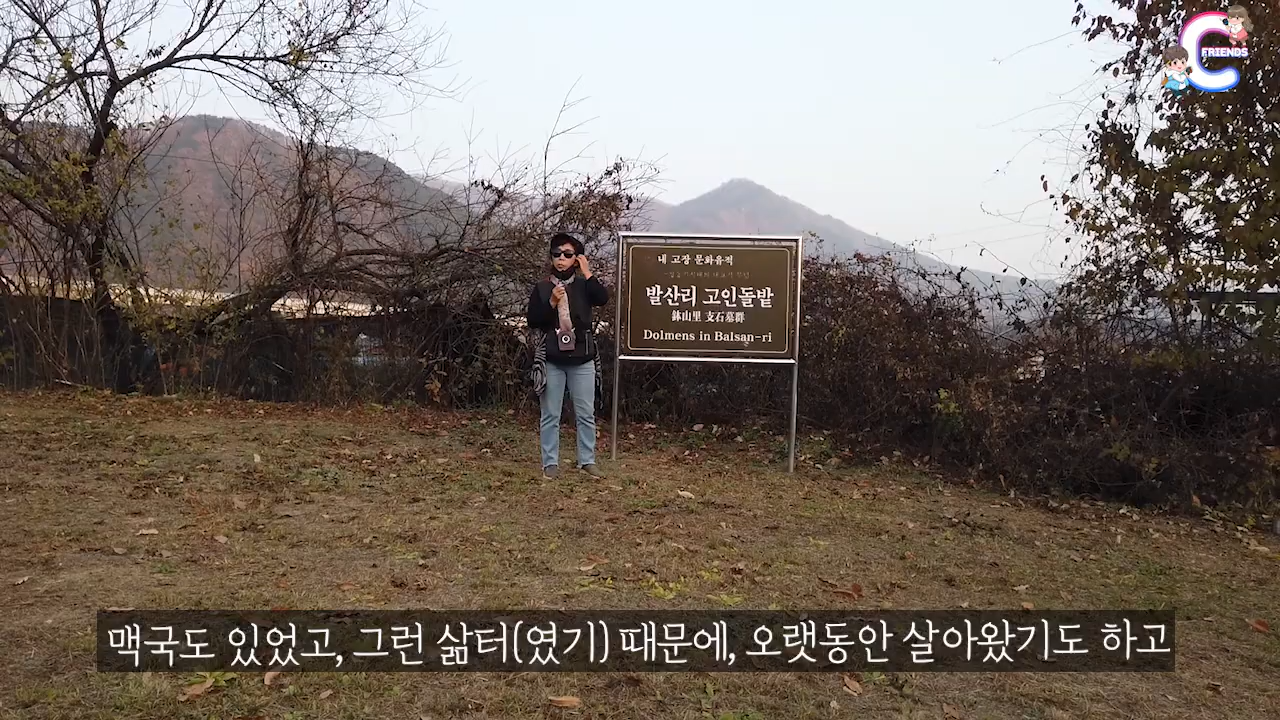 C
FRIENDS
내 고장 문화유적
발산리 고인돌밭
鉢山里 支石墓群
Dolmens in Balsan-ri
맥국도 있었고, 그런 삶터(였기) 때문에, 오랫동안 살아왔기도 하고